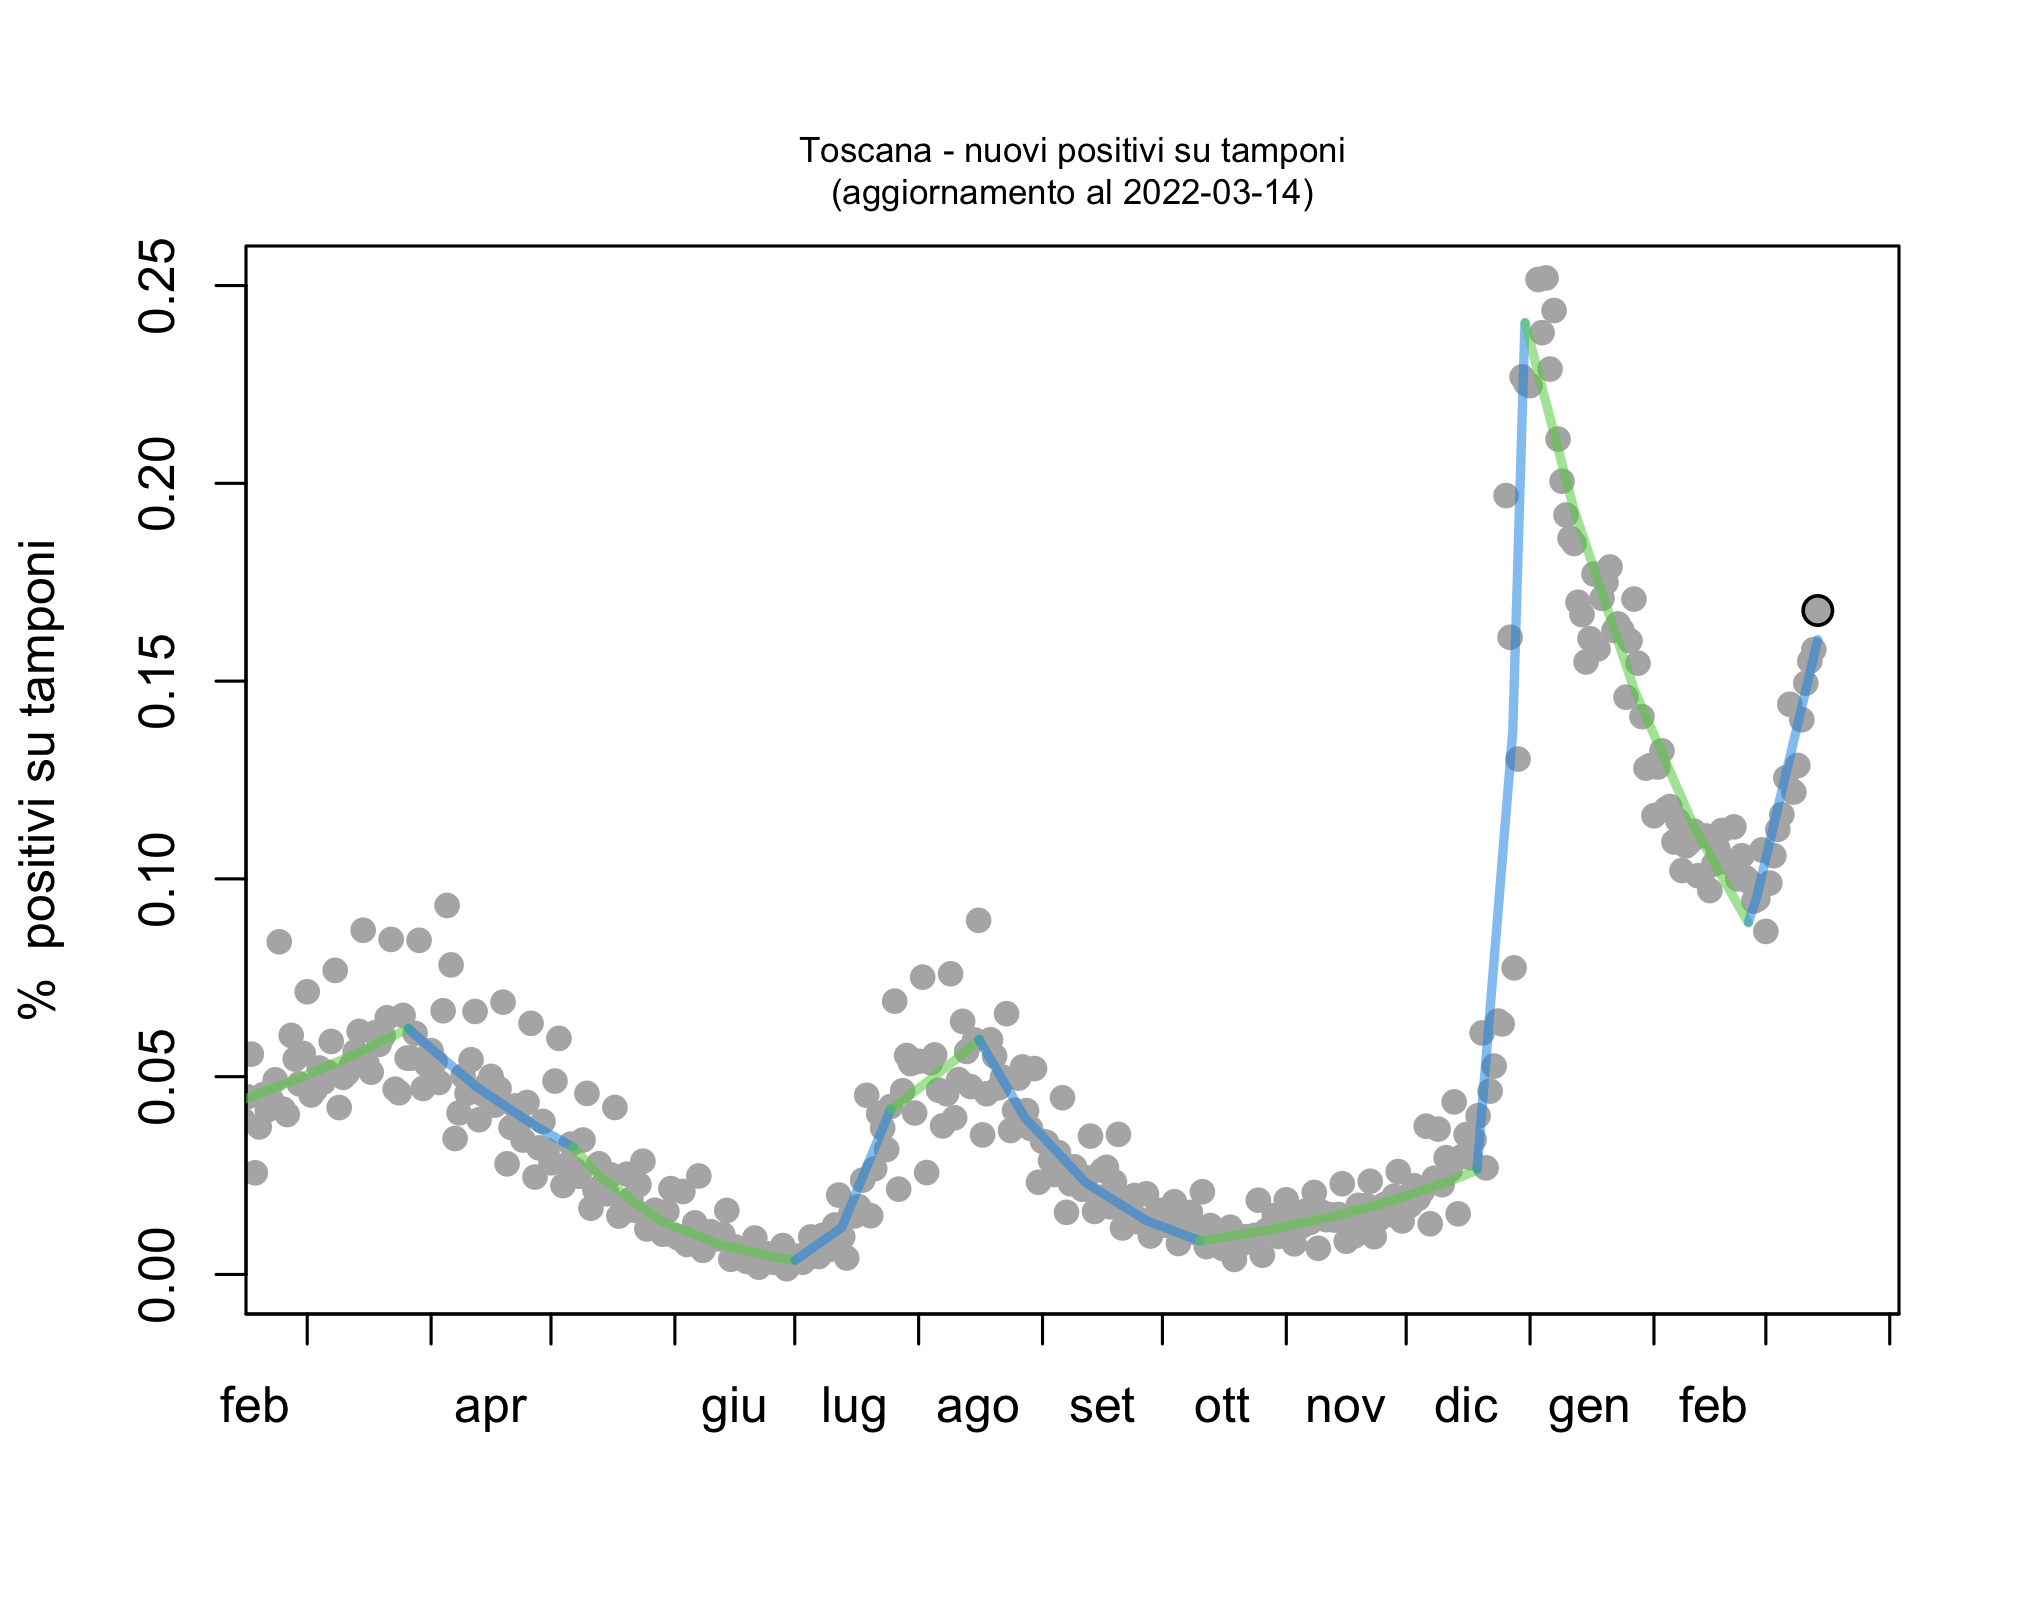 Toscana - nuovi positivi su tamponi
(aggiornamento al 2022-03-14)
% positivi su tamponi
0.25
0.20
0.15
0.10
0.05
0.00
feb apr giu lug ago set ott nov dic gen feb